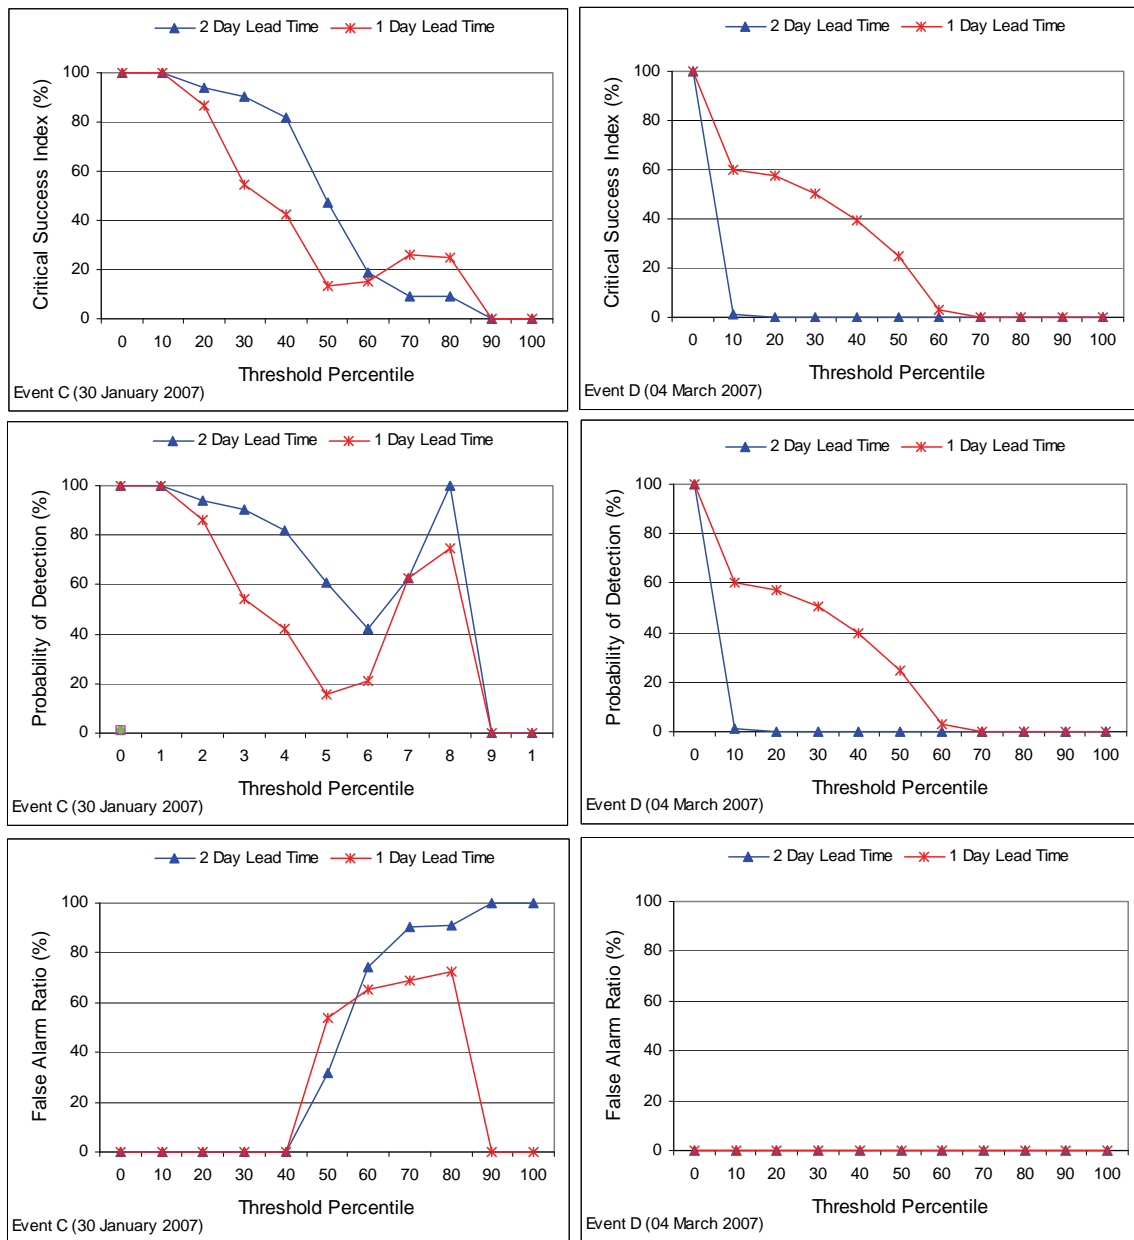 2 Day Lead Time 1 Day Lead Time
Critical Success Index (%)
100
80
60
40
20
0
0 10 20 30 40 50 60 70 80 90 100
Threshold Percentile
Event C (30 January 2007)
2 Day Lead Time 1 Day Lead Time
Critical Success Index (%)
100
80
60
40
20
0
0 10 20 30 40 50 60 70 80 90 100
Threshold Percentile
Event D (04 March 2007)
2 Day Lead Time 1 Day Lead Time
Probability of Detection (%)
100
80
60
40
20
0
0 1 2 3 4 5 6 7 8 9 1
Threshold Percentile
Event C (30 January 2007)
2 Day Lead Time 1 Day Lead Time
Probability of Detection (%)
100
80
60
40
20
0
0 10 20 30 40 50 60 70 80 90 100
Threshold Percentile
Event D (04 March 2007)
2 Day Lead Time 1 Day Lead Time
False Alarm Ratio (%)
100
80
60
40
20
0
0 10 20 30 40 50 60 70 80 90 100
Threshold Percentile
Event C (30 January 2007)
2 Day Lead Time 1 Day Lead Time
False Alarm Ratio (%)
100
80
60
40
20
0
0 10 20 30 40 50 60 70 80 90 100
Threshold Percentile
Event D (04 March 2007)